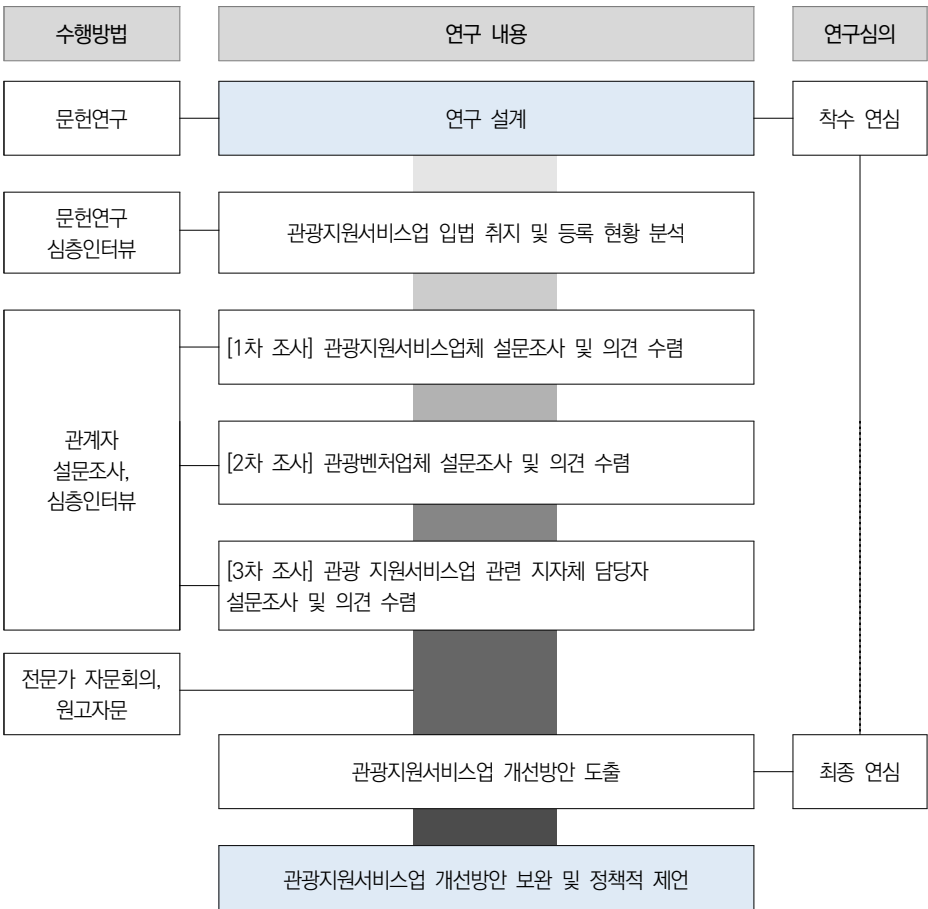 수행방법
연구 내용
연구심의
문헌연구
연구 설계
착수 연심
문헌연구
심층인터뷰
관광지원서비스업 입법 취지 및 등록 현황 분석
관계자
설문조사,
심층인터뷰
[1차 조사] 관광지원서비스업체 설문조사 및 의견 수렴
[2차 조사] 관광벤처업체 설문조사 및 의견 수렴
[3차 조사] 관광 지원서비스업 관련 지자체 담당자
설문조사 및 의견 수렴
전문가 자문회의,
원고자문
관광지원서비스업 개선방안 도출
최종 연심
관광지원서비스업 개선방안 보완 및 정책적 제언